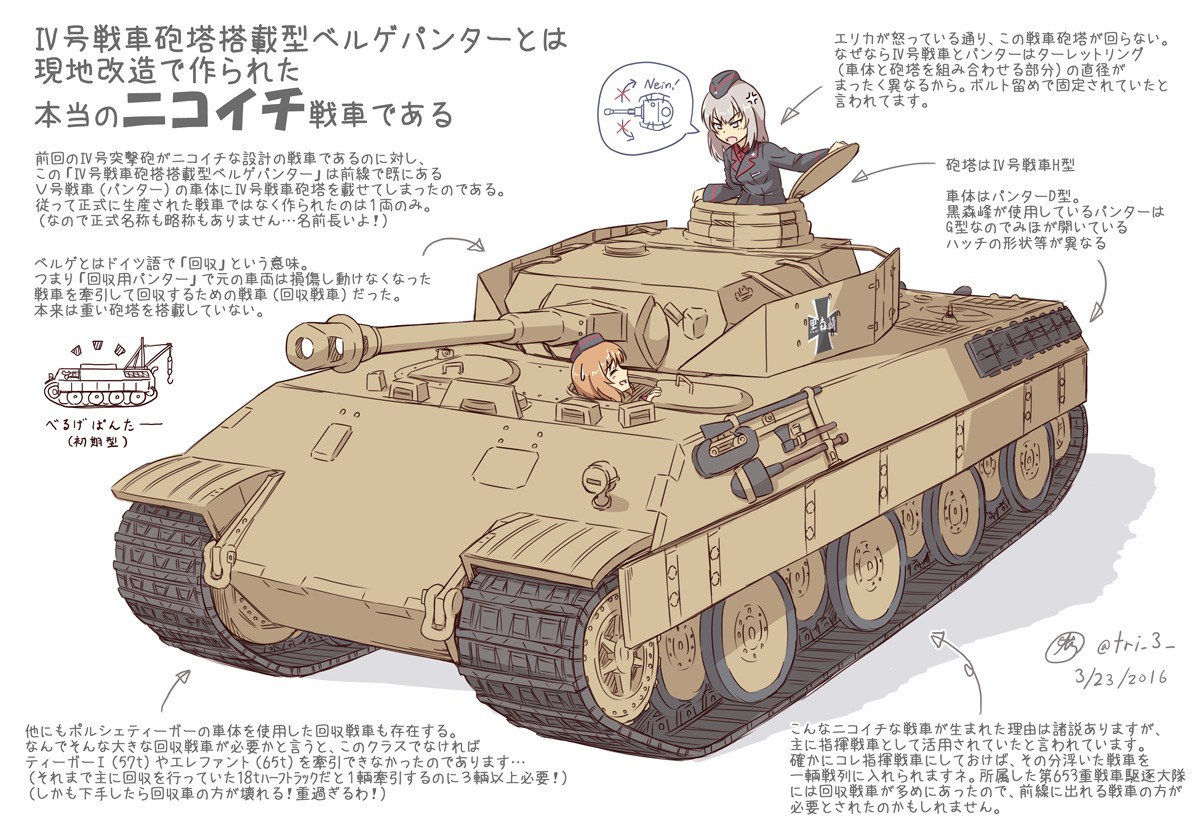 Ⅳ号戦車砲塔搭載型ベルゲパンターとは
現地改造で作られた
本当のニコイチ戦車である
前回のⅣ号突撃砲がニコイチな設計の戦車であるのに対し、
この「Ⅳ号戦車砲塔搭搭載型ベルゲパンター」は前線で既にある
Ⅴ号戦車(パンター)の車体にⅣ号戦車砲塔を載せてしまったのである。
従って正式に生産された戦車ではなく作られたのは1両のみ。
(なので正式名称も略称もありません…名前長いよ!)
ベルゲとはドイツ語で「回収」という意味。
つまり「回収用パンター」で元の車両は損傷し動けなくなった
戦車を牽引して回収するための戦車(回収戦車)だった。
本来は重い砲塔を搭載していない。
べるげぱんたー
(初期型)
Nein!
エリカが怒っている通り、この戦車砲塔が回らない。
なぜならⅣ号戦車とパンターはターレットリング
(車体と砲塔を組み合わせる部分)の直径が
まったく異なるから。ボルト留めで固定されていたと
言われてます。
砲塔はⅣ号戦車H型
車体はパンターD型。
黒森峰が使用しているパンターは
G型なのでみほが開いている
ハッチの形状等が異なる
黒森峰
他にもポルシェティーガーの車体を使用した回収戦車も存在する。
なんでそんな大きな回収戦車が必要かと言うと、このクラスでなければ
ティーガーⅠ(57t)やエレファント(65t)を牽引できなかったのであります…
(それまで主に回収を行っていた18tハーフトラックだと1輌牽引するのに3輌以上必要!)
(しかも下手したら回収車の方が壊れる!重過ぎるわ!)
@tri_3_
3/23/2016
こんなニコイチな戦車が生まれた理由は諸説ありますが、
主に指揮戦車として活用されていたと言われています。
確かにコレ指揮戦車にしておけば、その分浮いた戦車を
一輌戦列に入れられますネ。所属した第653重戦車駆逐大隊
には回収戦車が多めにあったので、前線に出れる戦車の方が
必要とされたのかもしれません。